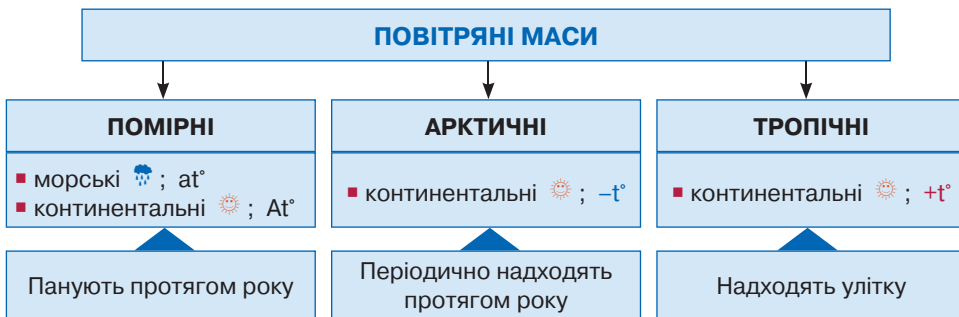 ПОВІТРЯНІ МАСИ
ПОМІРНІ
морські ; at°
континентальні ; At°
Панують протягом року
АРКТИЧНІ
континентальні ; –t°
Періодично надходять
протягом року
ТРОПІЧНІ
континентальні ; +t°
Надходять улітку